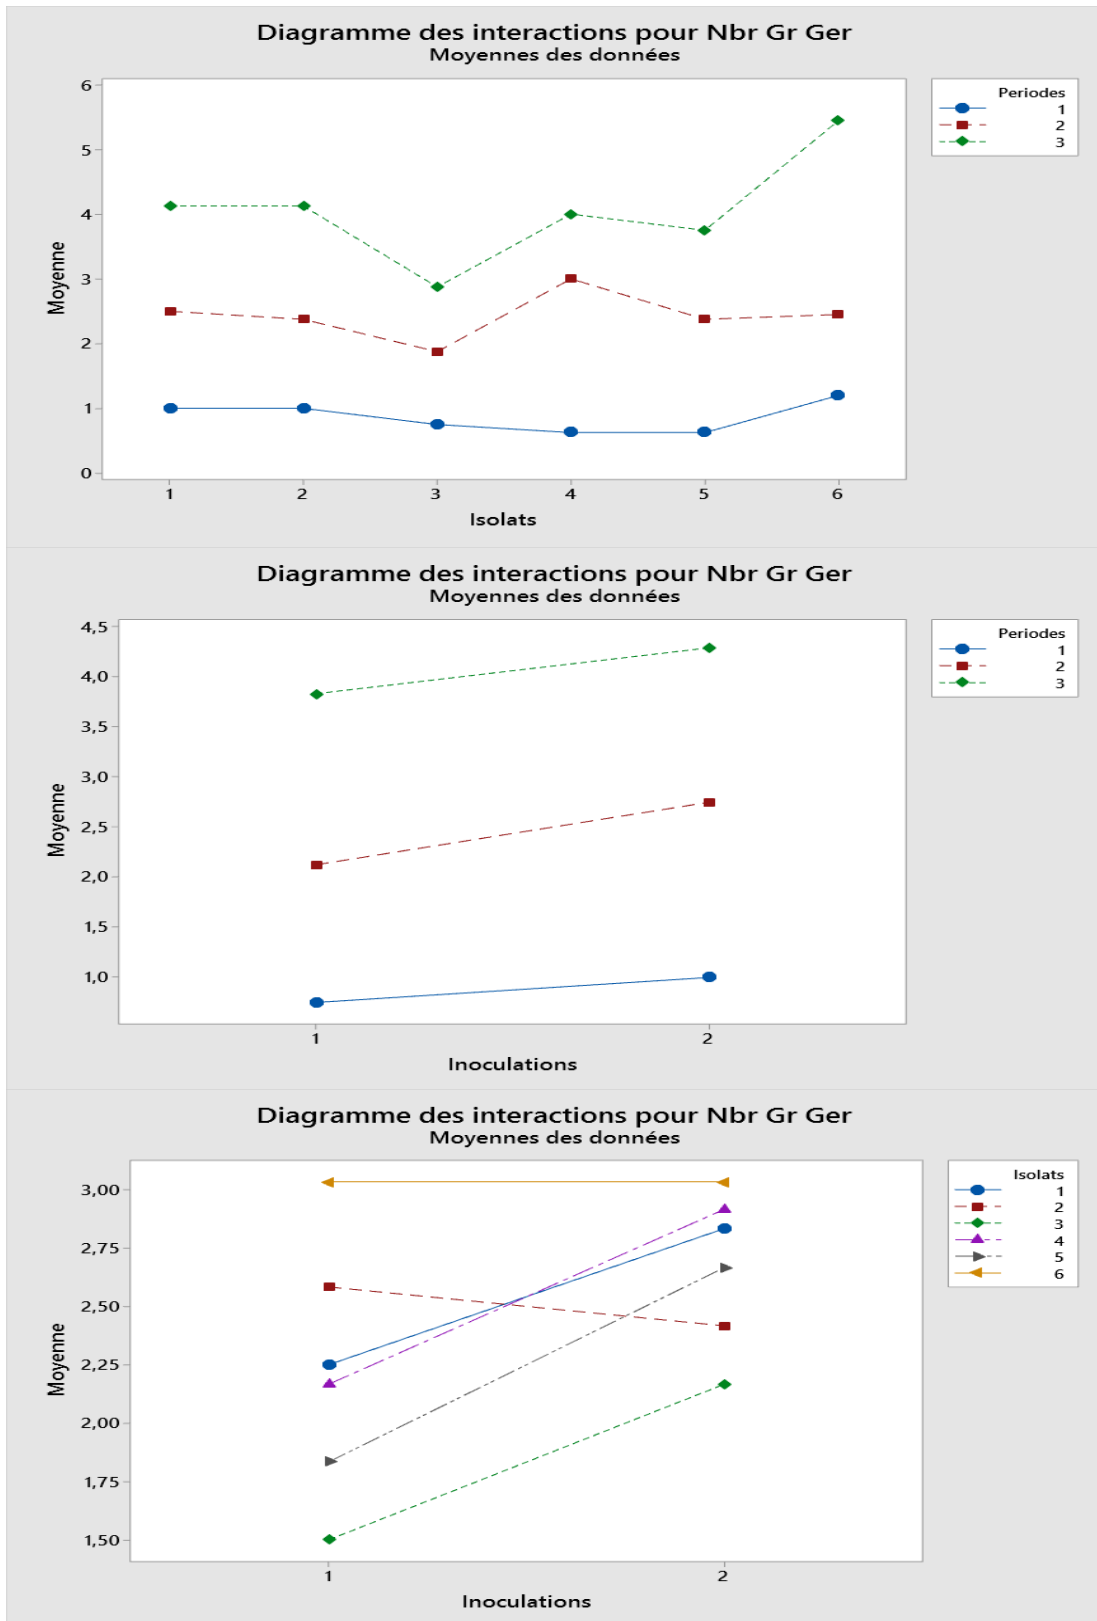 Diagramme des interactions pour Nbr Gr Ger
Moyennes des données
Periodes
1
2
3
Moyenne
6
5
4
3
2
1
0
1 2 3 4 5 6
Isolats
Diagramme des interactions pour Nbr Gr Ger
Moyennes des données
Periodes
1
2
3
Moyenne
4,5
4,0
3,5
3,0
2,5
2,0
1,5
1,0
1 2
Inoculations
Diagramme des interactions pour Nbr Gr Ger
Moyennes des données
Isolats
1
2
3
4
5
6
Moyenne
3,00
2,75
2,50
2,25
2,00
1,75
1,50
1 2
Inoculations